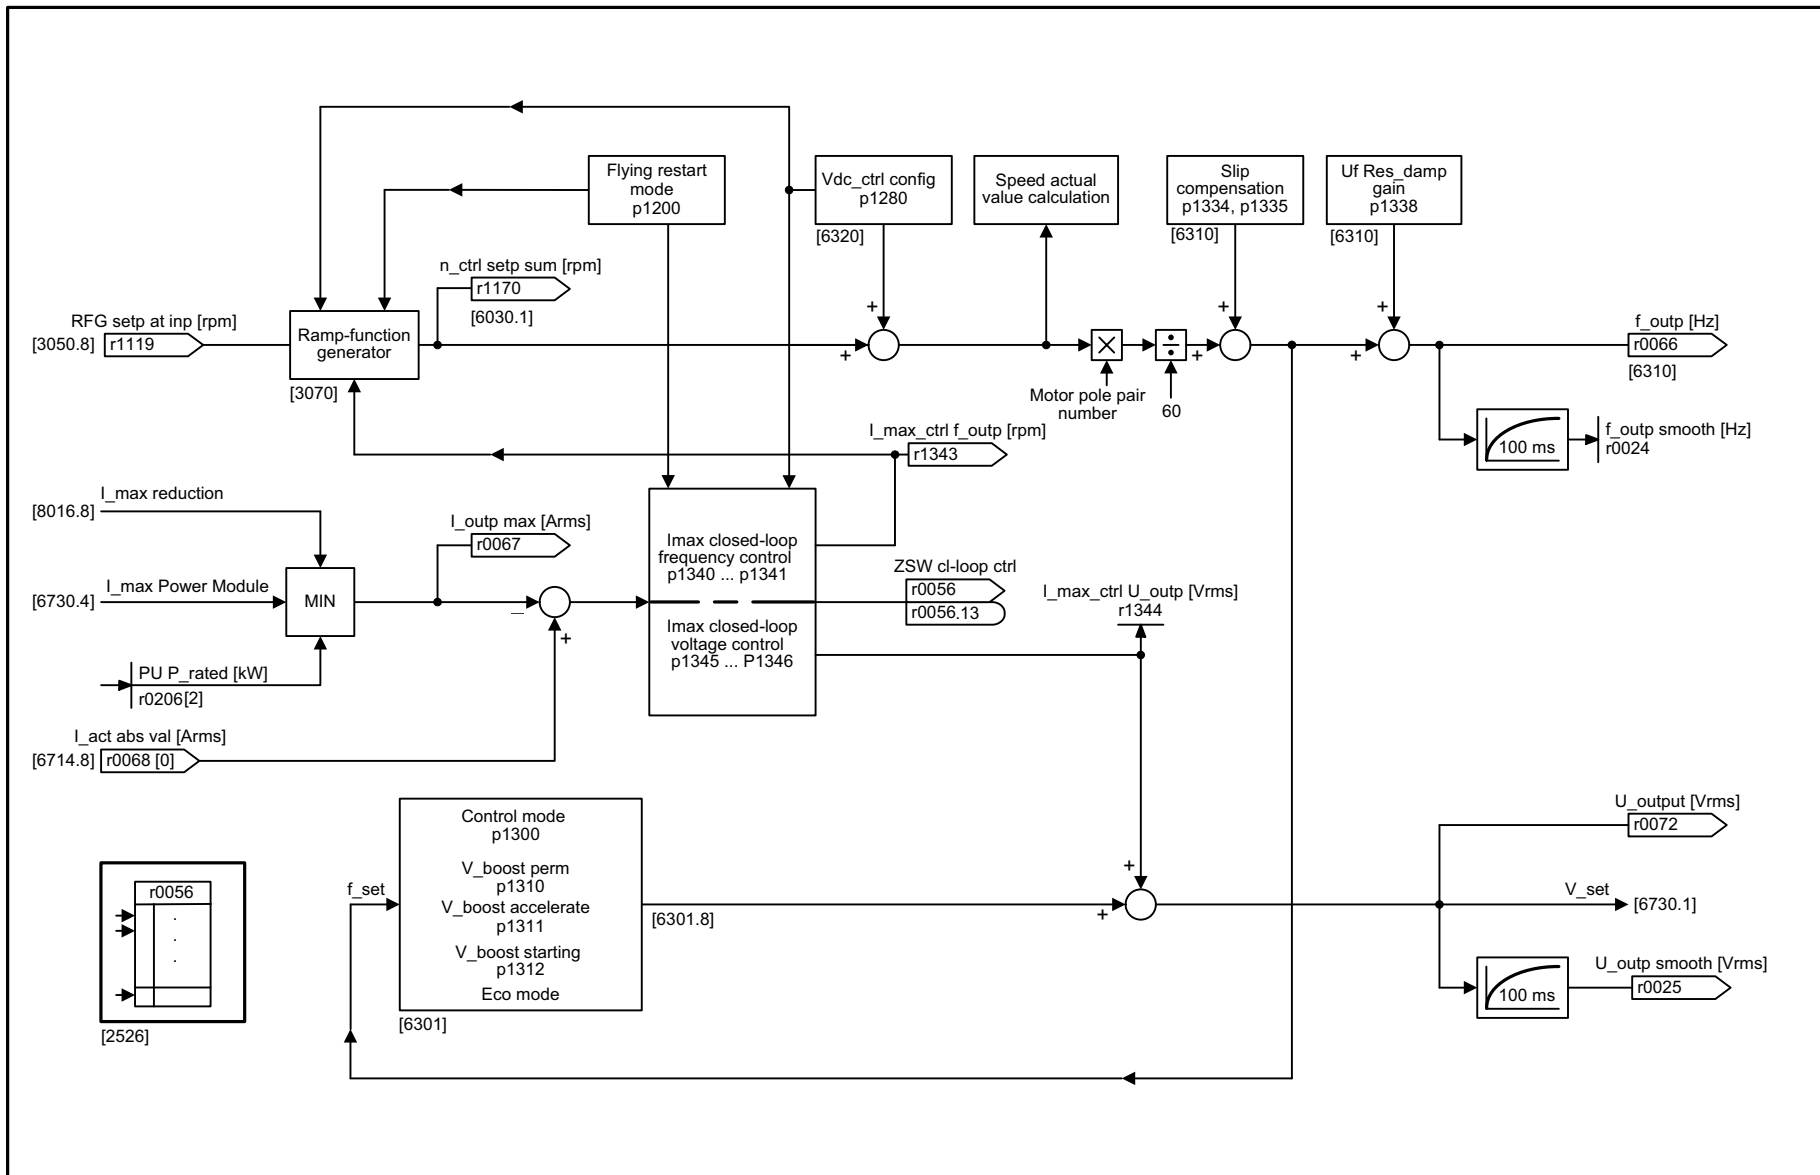 Flying restart
mode
p1200
Vdc_ctrl config
p1280
[6320]
Speed actual
value calculation
Slip
compensation
p1334, p1335
[6310]
Uf Res_damp
gain
p1338
[6310]
n_ctrl setp sum [rpm]
r1170
[6030.1]
RFG setp at inp [rpm]
[3050.8]
r1119
Ramp-function
generator
[3070]
+
+
×
÷
Motor pole pair
number
60
+
+
+
+
f_outp [Hz]
r0066
[6310]
100 ms
f_outp smooth [Hz]
r0024
I_max_ctrl f_outp [rpm]
r1343
I_max reduction
[8016.8]
I_max Power Module
[6730.4]
MIN
PU P_rated [kW]
r0206[2]
I_outp max [Arms]
r0067
–
+
I_act abs val [Arms]
[6714.8]
r0068 [0]
Imax closed-loop
frequency control
p1340 ... p1341
Imax closed-loop
voltage control
p1345 ... P1346
ZSW cl-loop ctrl
r0056
r0056.13
I_max_ctrl U_outp [Vrms]
r1344
Control mode
p1300
V_boost perm
p1310
V_boost accelerate
p1311
V_boost starting
p1312
Eco mode
[6301]
f_set
[6301.8]
+
+
U_output [Vrms]
r0072
V_set
[6730.1]
100 ms
U_outp smooth [Vrms]
r0025
r0056
.
.
.
[2526]